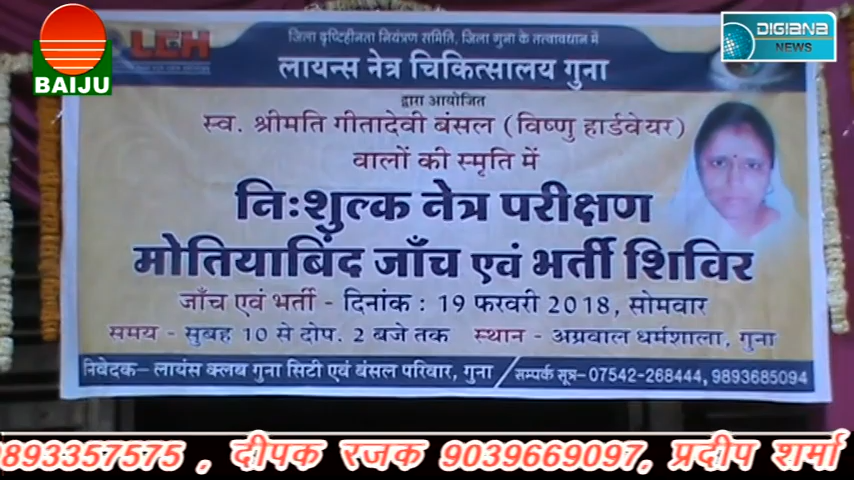 BAIJU
LEH
DIGIANA
NEWS
जिला दृष्टिहीनता नियंत्रण समिति, जिला गुना के तत्वावधान में
लायन्स नेत्र चिकित्सालय गुना
द्वारा आयोजित
स्व. श्रीमति गीतादेवी बंसल (विष्णु हार्डवेयर)
वालों की स्मृति में
निःशुल्क नेत्र परीक्षण
मोतियाबिंद जाँच एवं भर्ती शिविर
जाँच एवं भर्ती - दिनांक : 19 फरवरी 2018, सोमवार
समय - सुबह 10 से दोप. 2 बजे तक स्थान - अग्रवाल धर्मशाला, गुना
निवेदक– लायंस क्लब गुना सिटी एवं बंसल परिवार, गुना / सम्पर्क सूत्र–07542-268444, 9893685094
9893357575 , दीपक रजक 9039669097, प्रदीप शर्मा